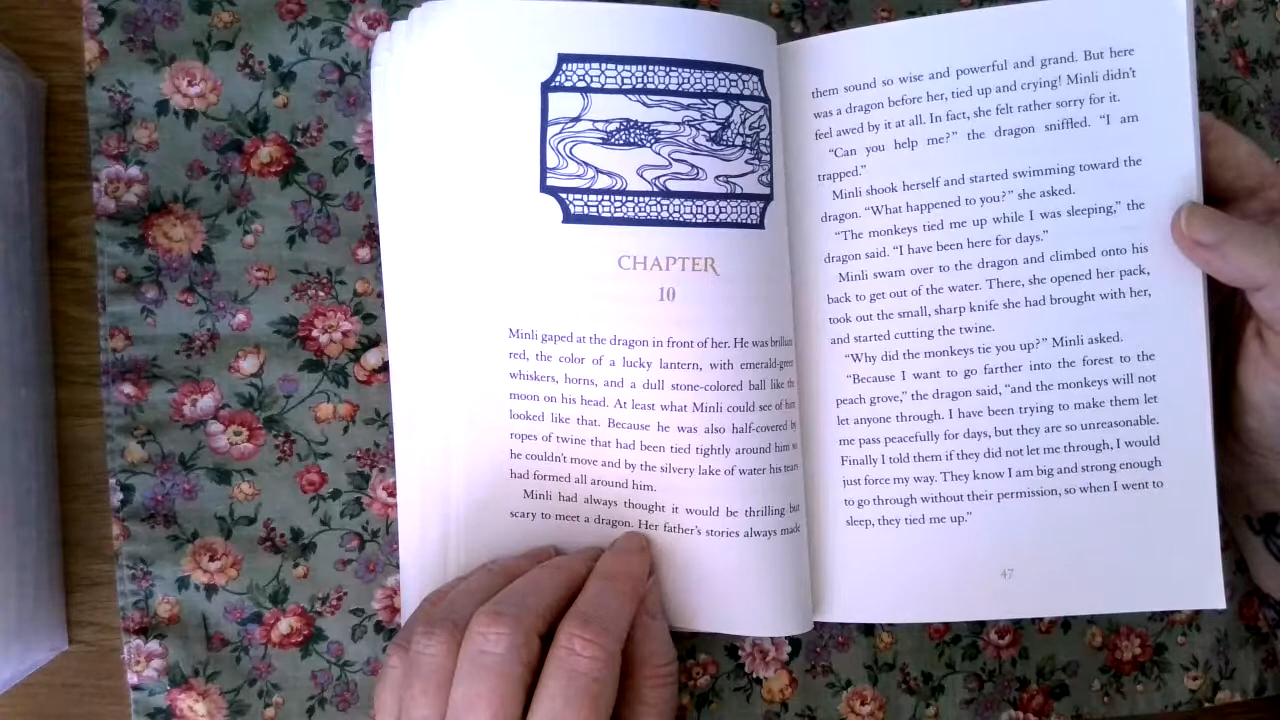 CHAPTER
10
Minli gaped at the dragon in front of her. He was brilliant
red, the color of a lucky lantern, with emerald-green
whiskers, horns, and a dull stone-colored ball like the
moon on his head. At least what Minli could see of him
looked like that. Because he was also half-covered by
ropes of twine that had been tied tightly around him so
he couldn't move and by the silvery lake of water his tears
had formed all around him.
Minli had always thought it would be thrilling but
scary to meet a dragon. Her father's stories always made
them sound so wise and powerful and grand. But here
was a dragon before her, tied up and crying! Minli didn't
feel awed by it at all. In fact, she felt rather sorry for it.
“Can you help me?” the dragon sniffled. “I am
trapped.”
Minli shook herself and started swimming toward the
dragon. “What happened to you?” she asked.
“The monkeys tied me up while I was sleeping,” the
dragon said. “I have been here for days.”
Minli swam over to the dragon and climbed onto his
back to get out of the water. There, she opened her pack,
took out the small, sharp knife she had brought with her,
and started cutting the twine.
“Why did the monkeys tie you up?” Minli asked.
“Because I want to go farther into the forest to the
peach grove,” the dragon said, “and the monkeys will not
let anyone through. I have been trying to make them let
me pass peacefully for days, but they are so unreasonable.
Finally I told them if they did not let me through, I would
just force my way. They know I am big and strong enough
to go through without their permission, so when I went to
sleep, they tied me up.”
47